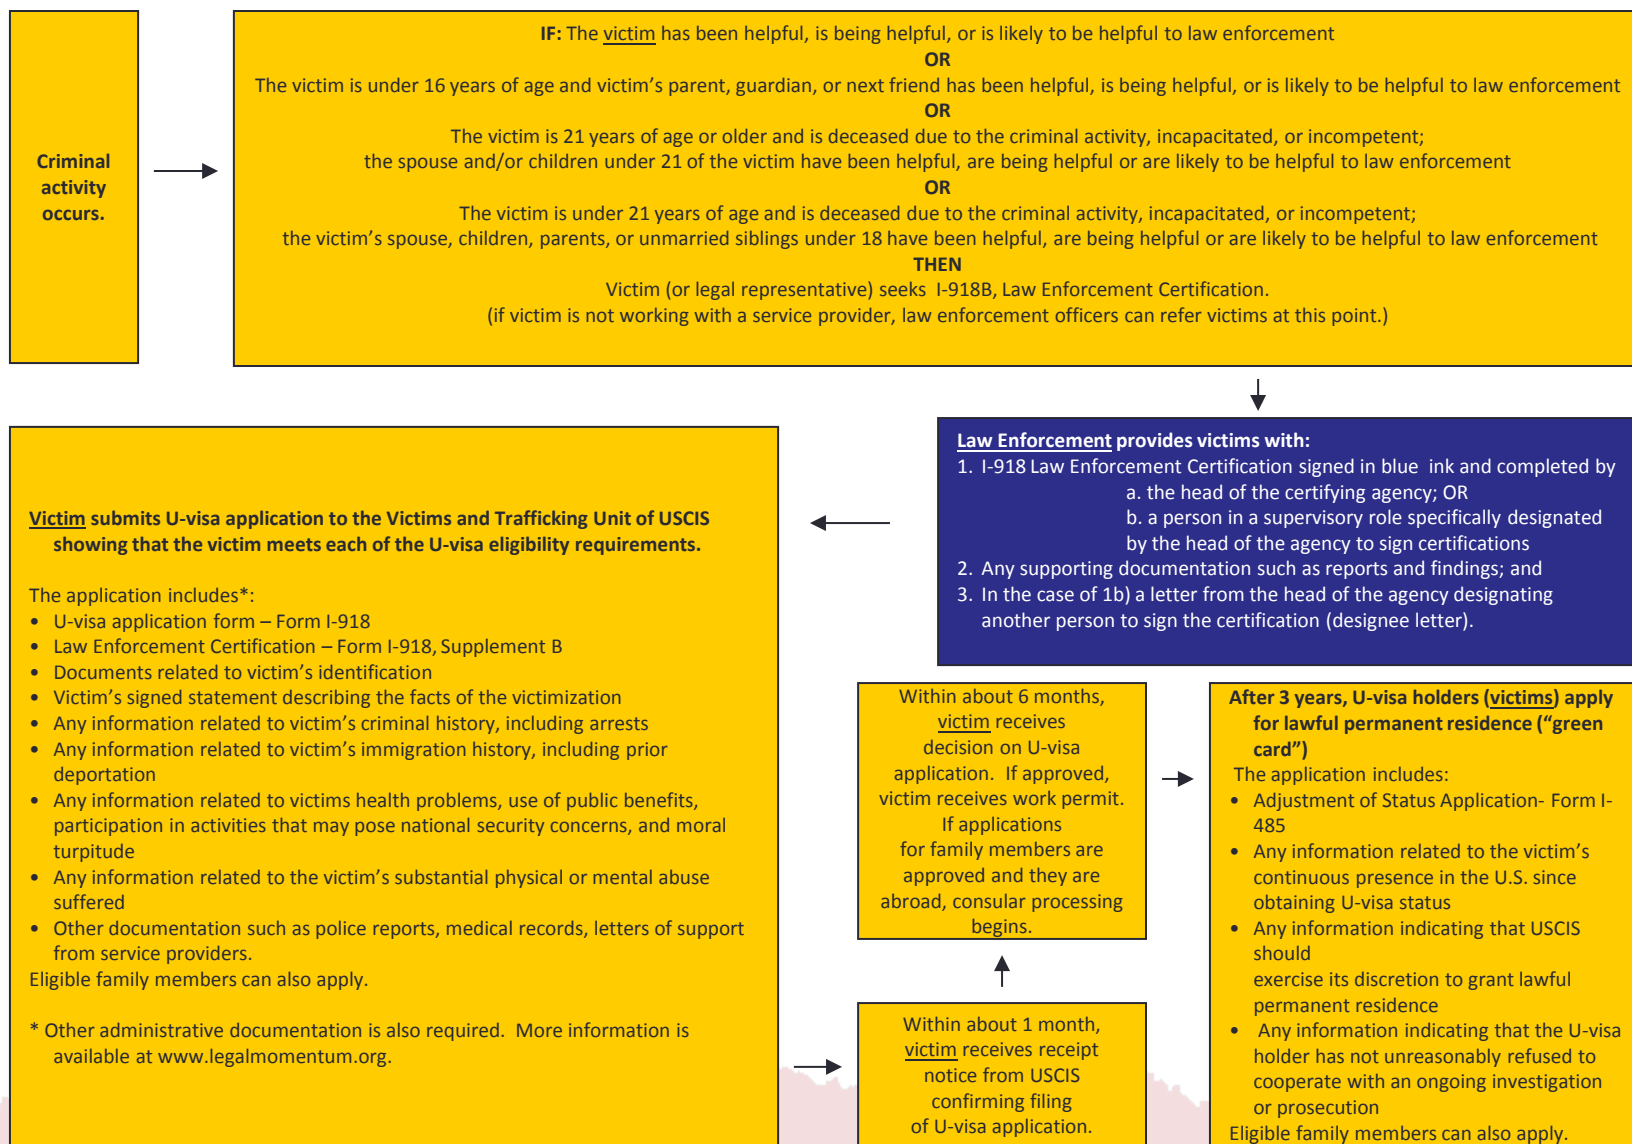 Criminal
activity
occurs.
IF: The victim has been helpful, is being helpful, or is likely to be helpful to law enforcement
OR
The victim is under 16 years of age and victim’s parent, guardian, or next friend has been helpful, is being helpful, or is likely to be helpful to law enforcement
OR
The victim is 21 years of age or older and is deceased due to the criminal activity, incapacitated, or incompetent;
the spouse and/or children under 21 of the victim have been helpful, are being helpful or are likely to be helpful to law enforcement
OR
The victim is under 21 years of age and is deceased due to the criminal activity, incapacitated, or incompetent;
the victim’s spouse, children, parents, or unmarried siblings under 18 have been helpful, are being helpful or are likely to be helpful to law enforcement
THEN
Victim (or legal representative) seeks I-918B, Law Enforcement Certification.
(if victim is not working with a service provider, law enforcement officers can refer victims at this point.)
Law Enforcement provides victims with:
1. I-918 Law Enforcement Certification signed in blue ink and completed by
a. the head of the certifying agency; OR
b. a person in a supervisory role specifically designated
by the head of the agency to sign certifications
2. Any supporting documentation such as reports and findings; and
3. In the case of 1b) a letter from the head of the agency designating
another person to sign the certification (designee letter).
Victim submits U-visa application to the Victims and Trafficking Unit of USCIS
showing that the victim meets each of the U-visa eligibility requirements.
The application includes*:
• U-visa application form – Form I-918
• Law Enforcement Certification – Form I-918, Supplement B
• Documents related to victim’s identification
• Victim’s signed statement describing the facts of the victimization
• Any information related to victim’s criminal history, including arrests
• Any information related to victim’s immigration history, including prior
deportation
• Any information related to victims health problems, use of public benefits,
participation in activities that may pose national security concerns, and moral
turpitude
• Any information related to the victim’s substantial physical or mental abuse
suffered
• Other documentation such as police reports, medical records, letters of support
from service providers.
Eligible family members can also apply.
* Other administrative documentation is also required. More information is
available at www.legalmomentum.org.
Within about 1 month,
victim receives receipt
notice from USCIS
confirming filing
of U-visa application.
Within about 6 months,
victim receives
decision on U-visa
application. If approved,
victim receives work permit.
If applications
for family members are
approved and they are
abroad, consular processing
begins.
After 3 years, U-visa holders (victims) apply
for lawful permanent residence (“green
card”)
The application includes:
• Adjustment of Status Application- Form I-
485
• Any information related to the victim’s
continuous presence in the U.S. since
obtaining U-visa status
• Any information indicating that USCIS
should
exercise its discretion to grant lawful
permanent residence
• Any information indicating that the U-visa
holder has not unreasonably refused to
cooperate with an ongoing investigation
or prosecution
Eligible family members can also apply.